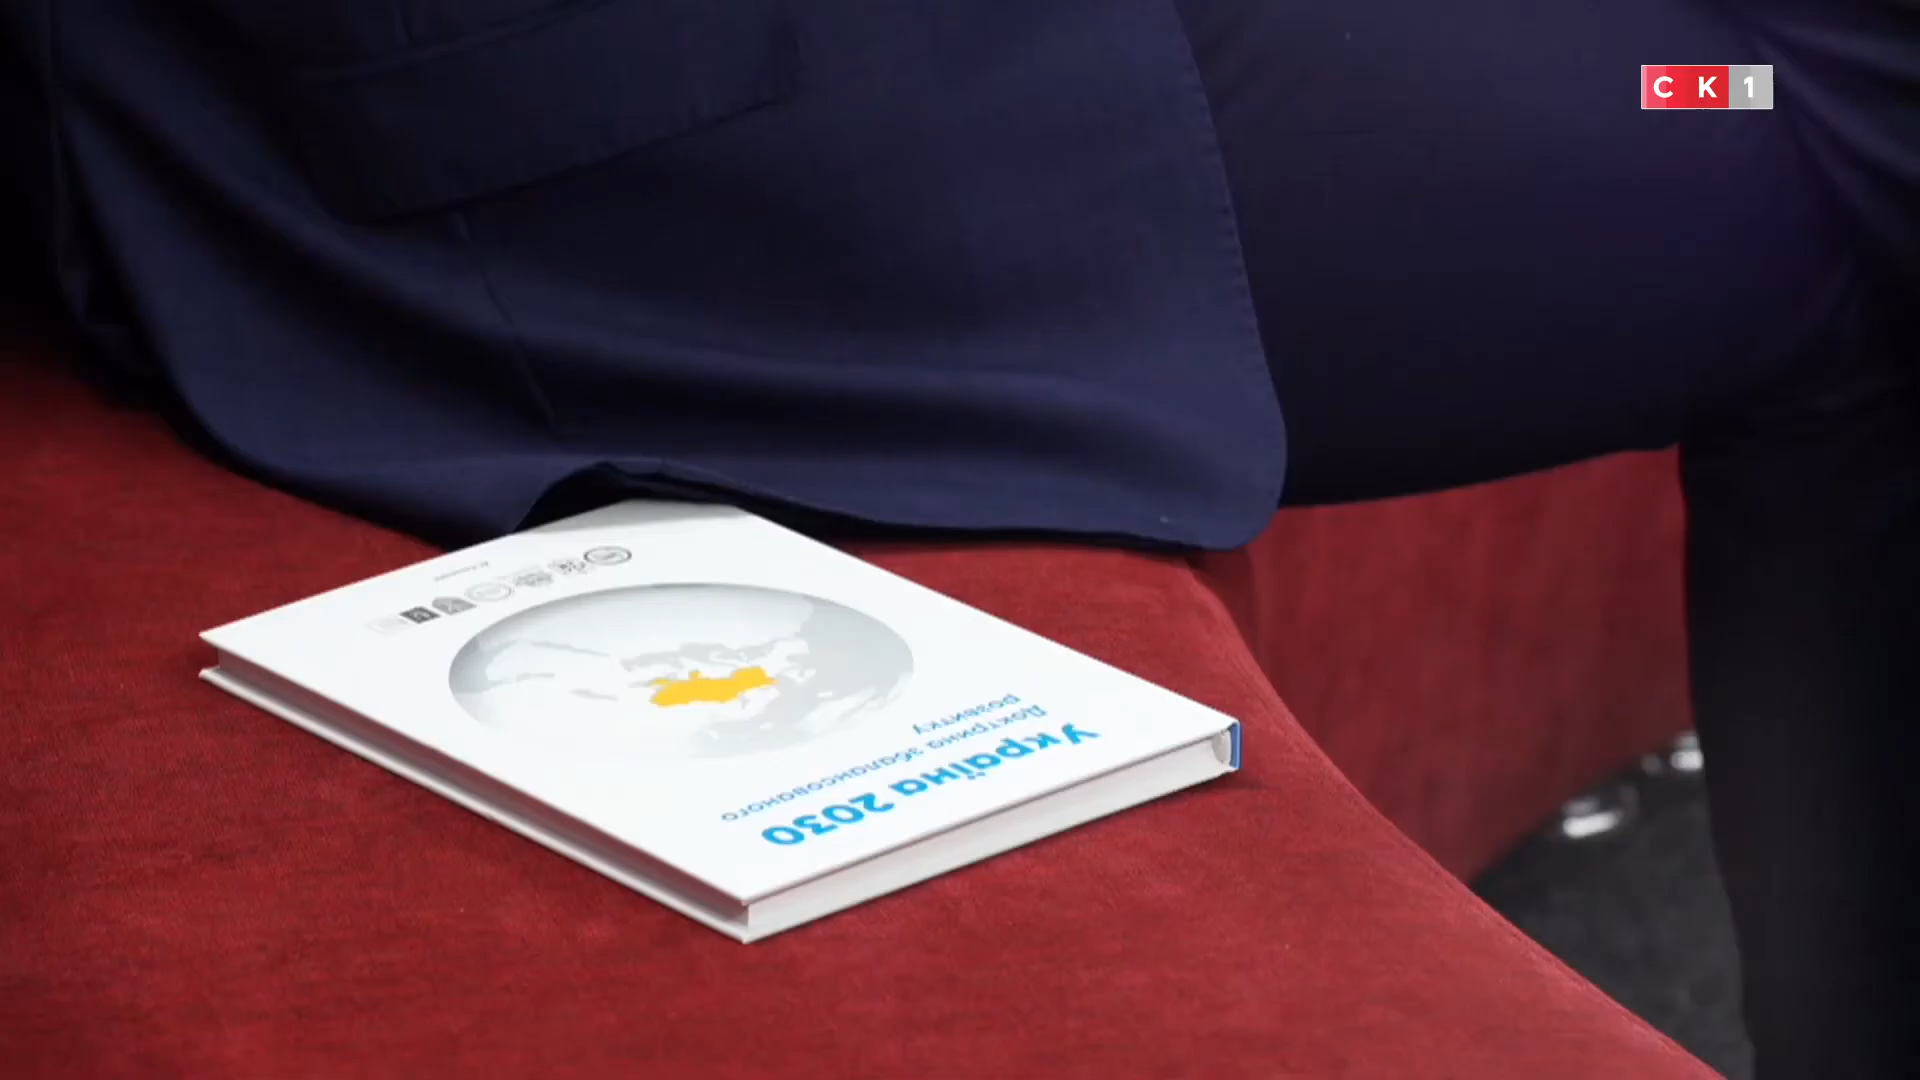 СК1
Україна 2030
Доктрина збалансованого
розвитку